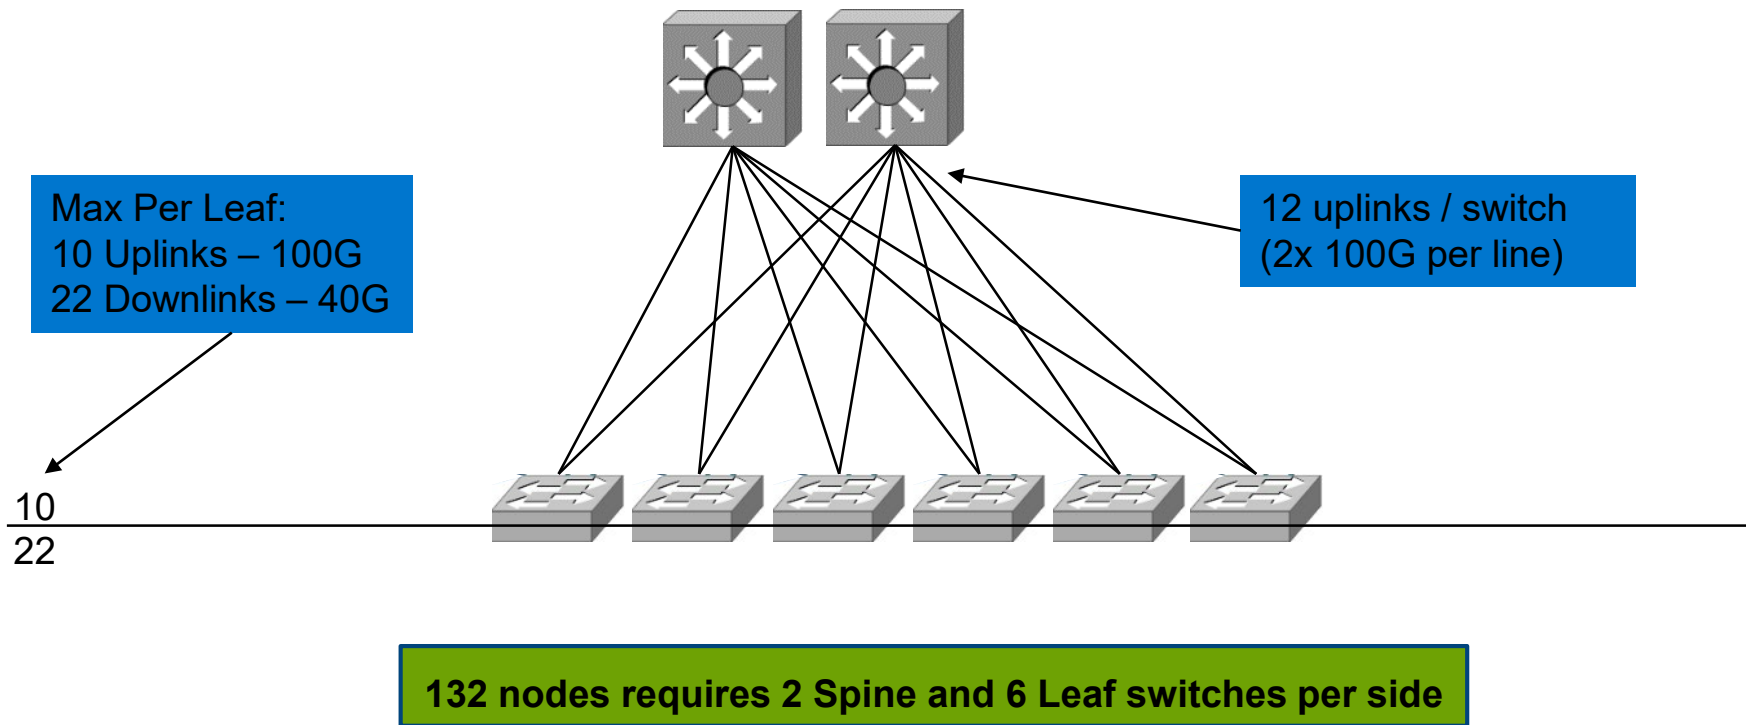 Max Per Leaf:
10 Uplinks – 100G
22 Downlinks – 40G
12 uplinks / switch
(2x 100G per line)
10
22
132 nodes requires 2 Spine and 6 Leaf switches per side